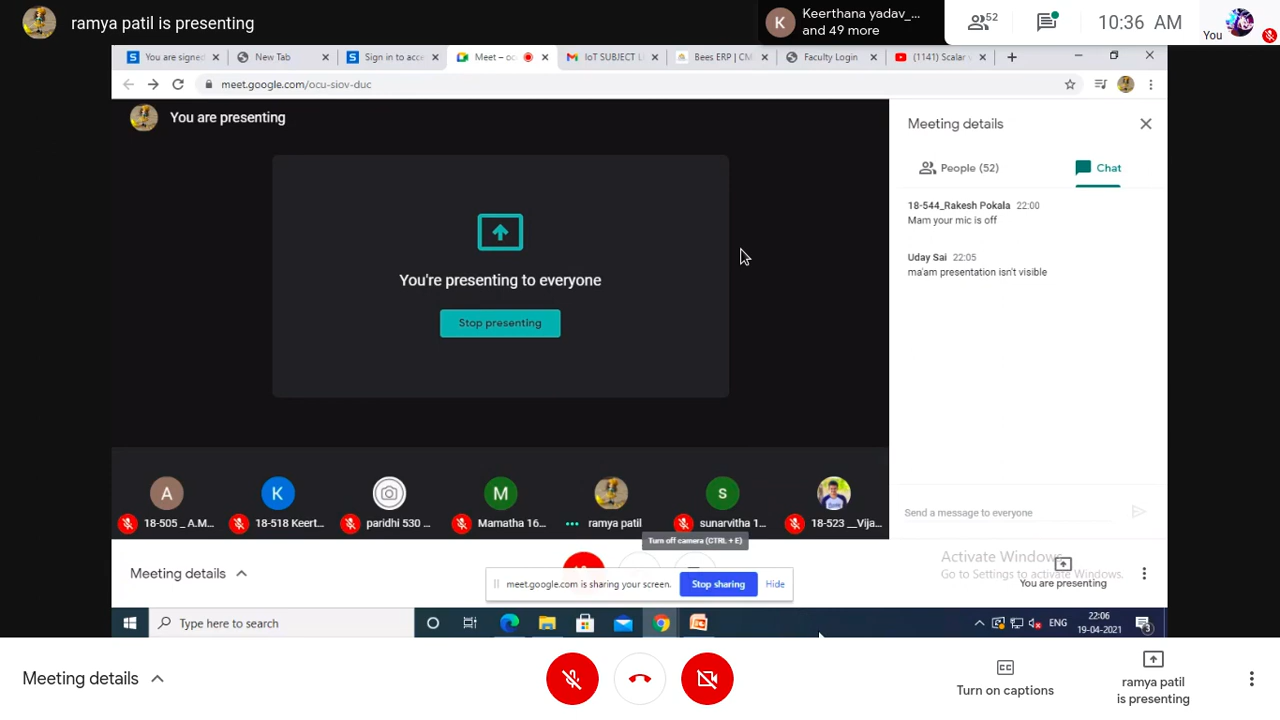 ramya patil is presenting
K
Keerthana yadav_...
and 49 more
52
10:36 AM
You
S You are signed
New Tab
S Sign in to acce
Meet – oc
IoT SUBJECT L
Bees ERP | CM
Faculty Login
(1141) Scalar
meet.google.com/ocu-siov-duc
You are presenting
You're presenting to everyone
Stop presenting
Meeting details
People (52)
Chat
18-544_Rakesh Pokala 22:00
Mam your mic is off
Uday Sai 22:05
ma'am presentation isn't visible
Send a message to everyone
A
K
M
s
18-505 _ A.M...
18-518 Keert...
paridhi 530 ...
Mamatha 16...
ramya patil
sunarvitha 1...
18-523 __Vija...
Turn off camera (CTRL + E)
Meeting details
meet.google.com is sharing your screen.
Stop sharing
Hide
Activate Windows
Go to Settings to activate Windows.
You are presenting
Type here to search
ENG
22:06
19-04-2021
3
Meeting details
Turn on captions
CC
ramya patil
is presenting